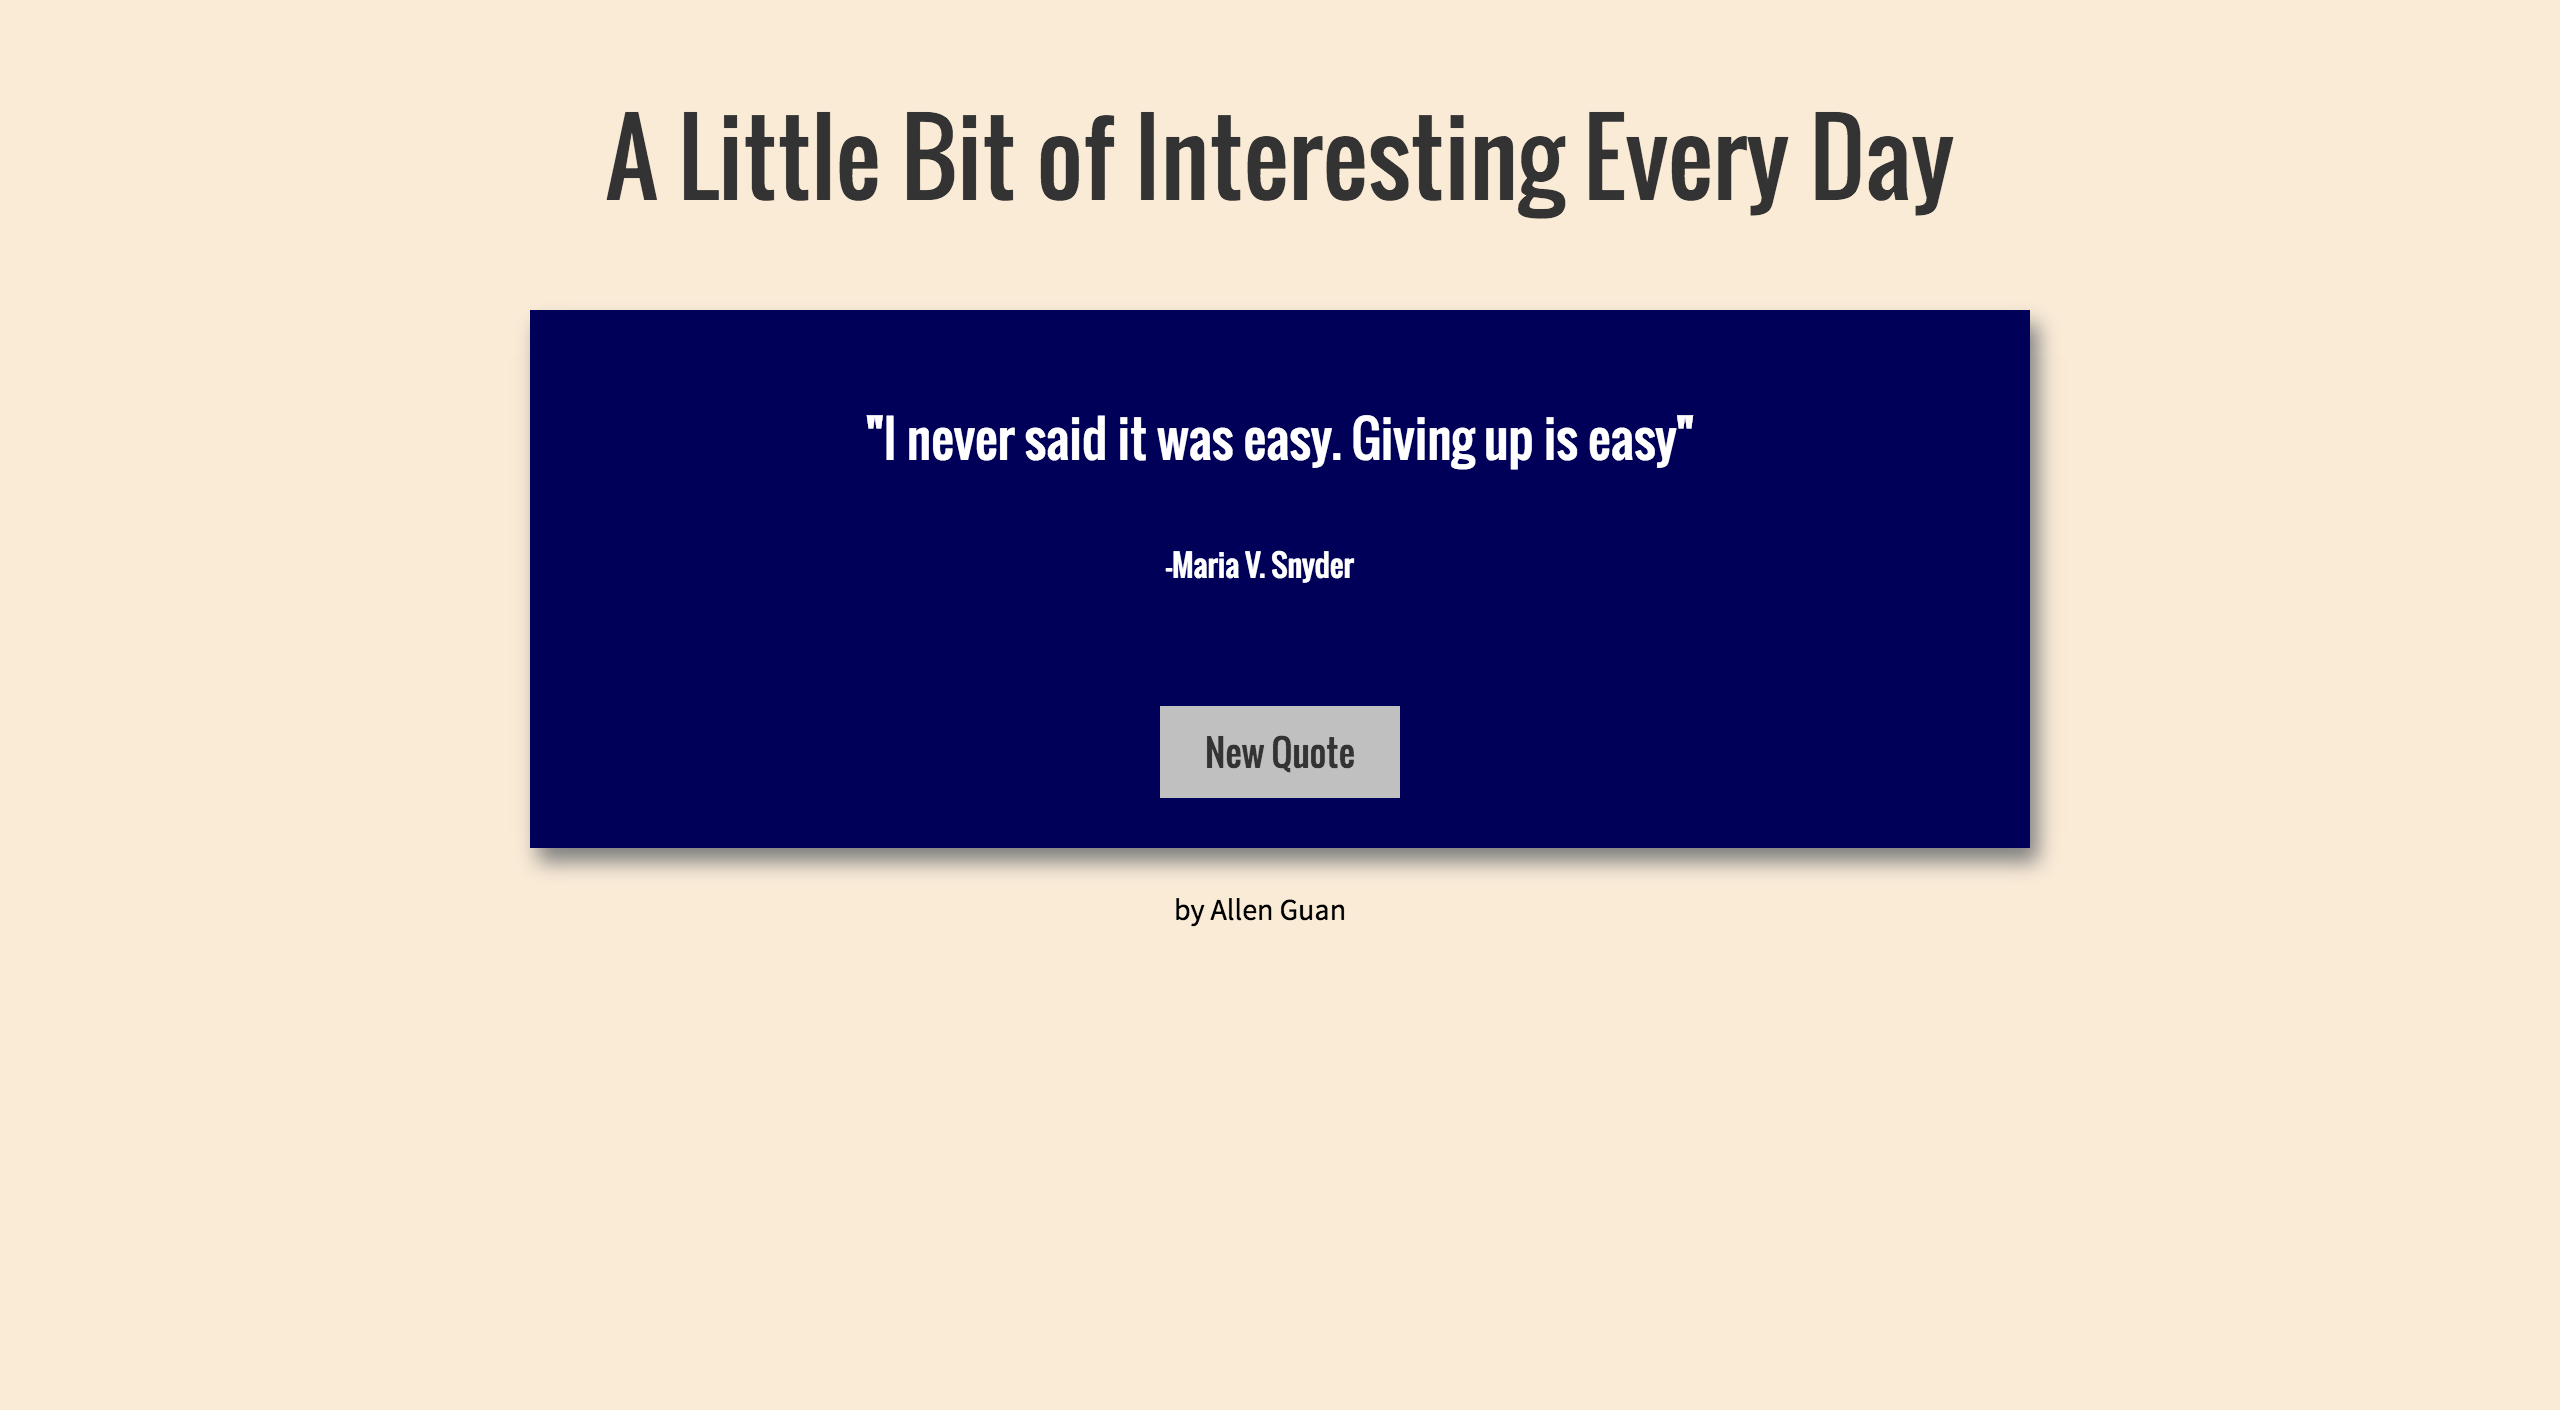 A Little Bit of Interesting Every Day
"I never said it was easy. Giving up is easy"
-Maria V. Snyder
New Quote
by Allen Guan